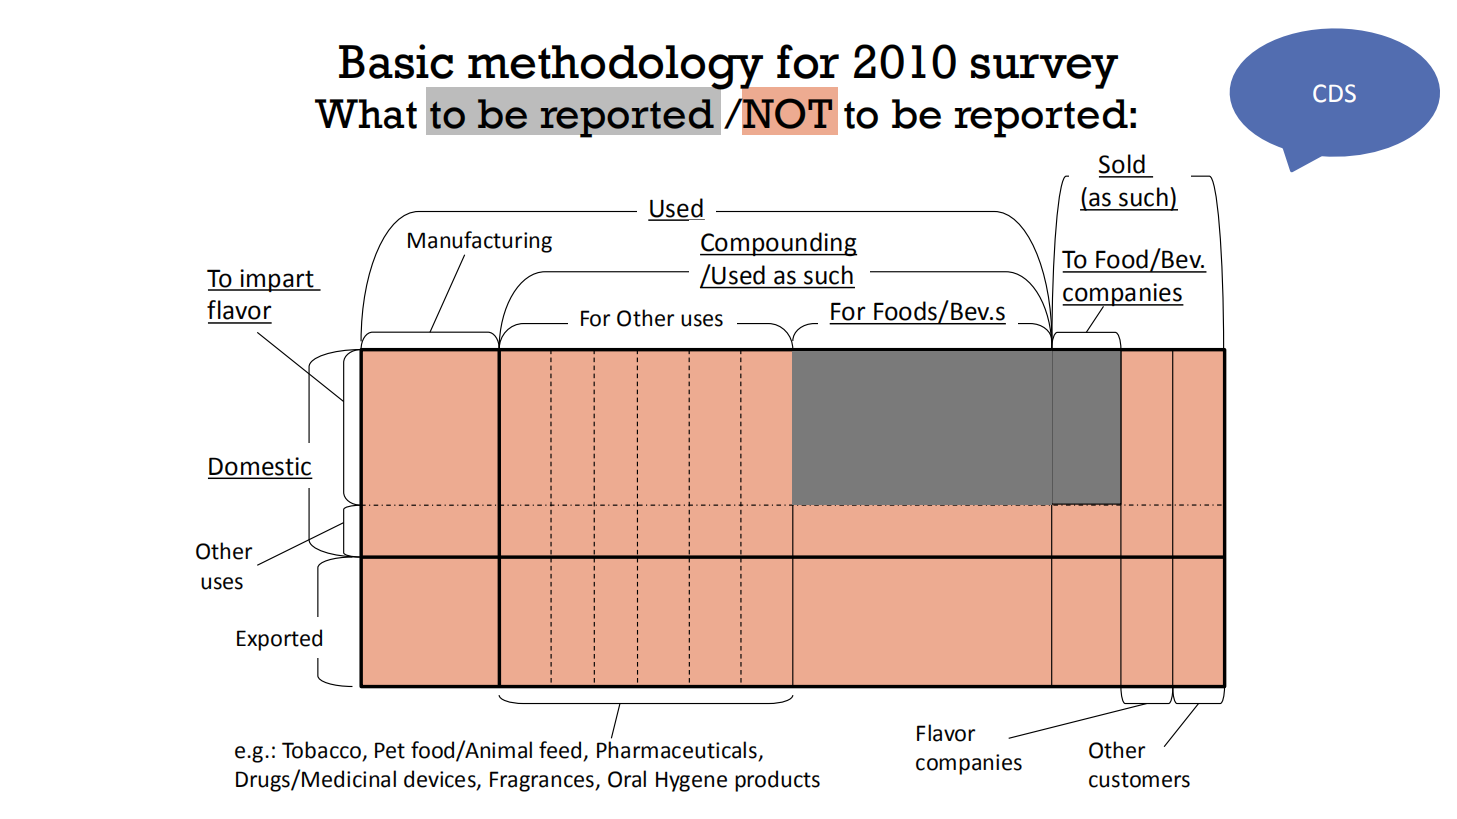 Basic methodology for 2010 survey
What to be reported /NOT to be reported:
CDS
Sold
(as such)
Used
Manufacturing
Compounding
/Used as such
To Food/Bev.
companies
To impart
flavor
For Other uses
For Foods/Bev.s
Domestic
Other
uses
Exported
Flavor
companies
Other
customers
e.g.: Tobacco, Pet food/Animal feed, Pharmaceuticals,
Drugs/Medicinal devices, Fragrances, Oral Hygene products